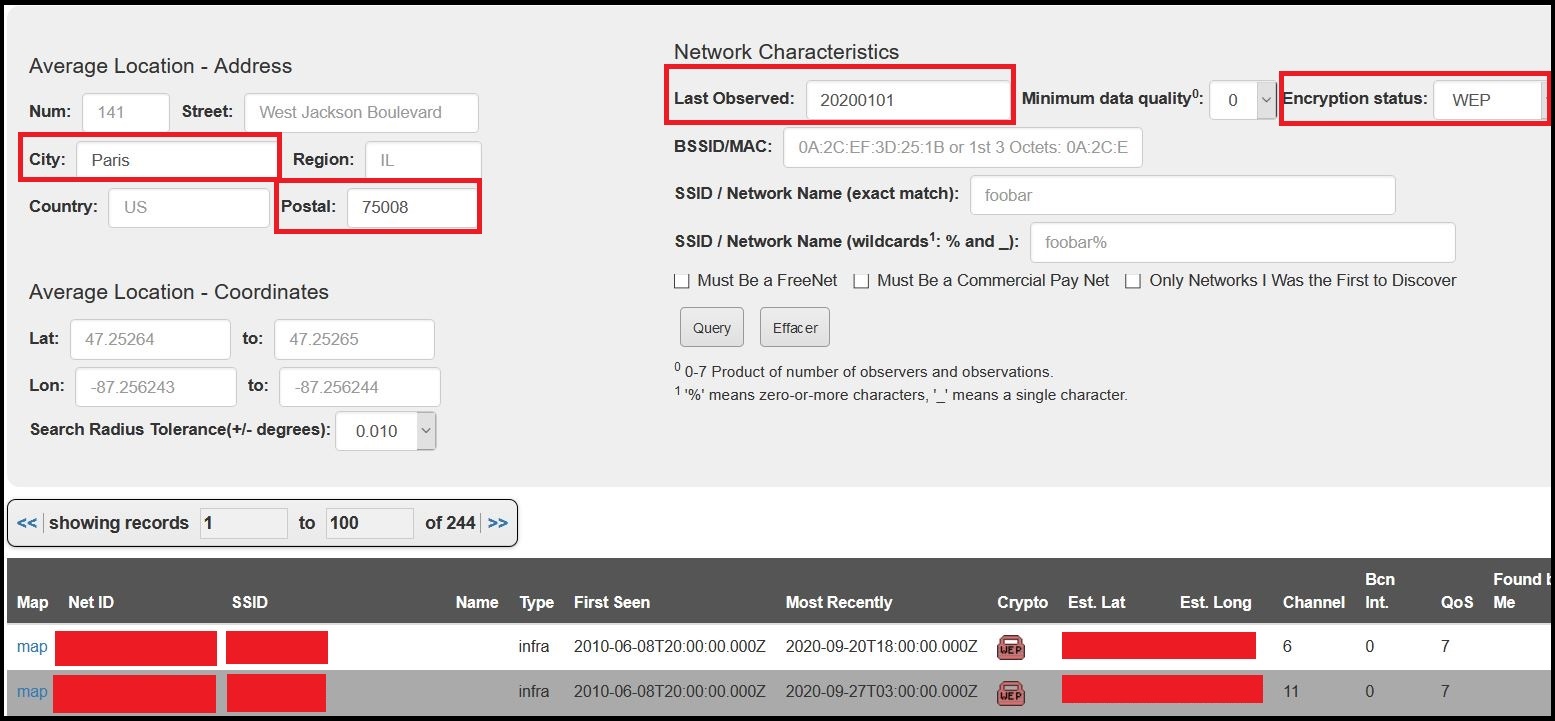 Average Location - Address
Num: 141 Street: West Jackson Boulevard
City: Paris Region: IL
Country: US Postal: 75008
Average Location - Coordinates
Lat: 47.25264 to: 47.25265
Lon: -87.256243 to: -87.256244
Search Radius Tolerance(+/- degrees): 0.010
Network Characteristics
Last Observed: 20200101 Minimum data quality0: 0 Encryption status: WEP
BSSID/MAC: 0A:2C:EF:3D:25:1B or 1st 3 Octets: 0A:2C:E
SSID / Network Name (exact match): foobar
SSID / Network Name (wildcards1: % and _): foobar%
Must Be a FreeNet Must Be a Commercial Pay Net Only Networks I Was the First to Discover
Query Effacer
0 0-7 Product of number of observers and observations.
1 '%' means zero-or-more characters, '_' means a single character.
<< showing records 1 to 100 of 244 >>
Map Net ID SSID Name Type First Seen Most Recently Crypto Est. Lat Est. Long Channel Bcn Int. QoS Found b Me
map infra 2010-06-08T20:00:00.000Z 2020-09-20T18:00:00.000Z WEP 6 0 7
map infra 2010-06-08T20:00:00.000Z 2020-09-27T03:00:00.000Z WEP 11 0 7